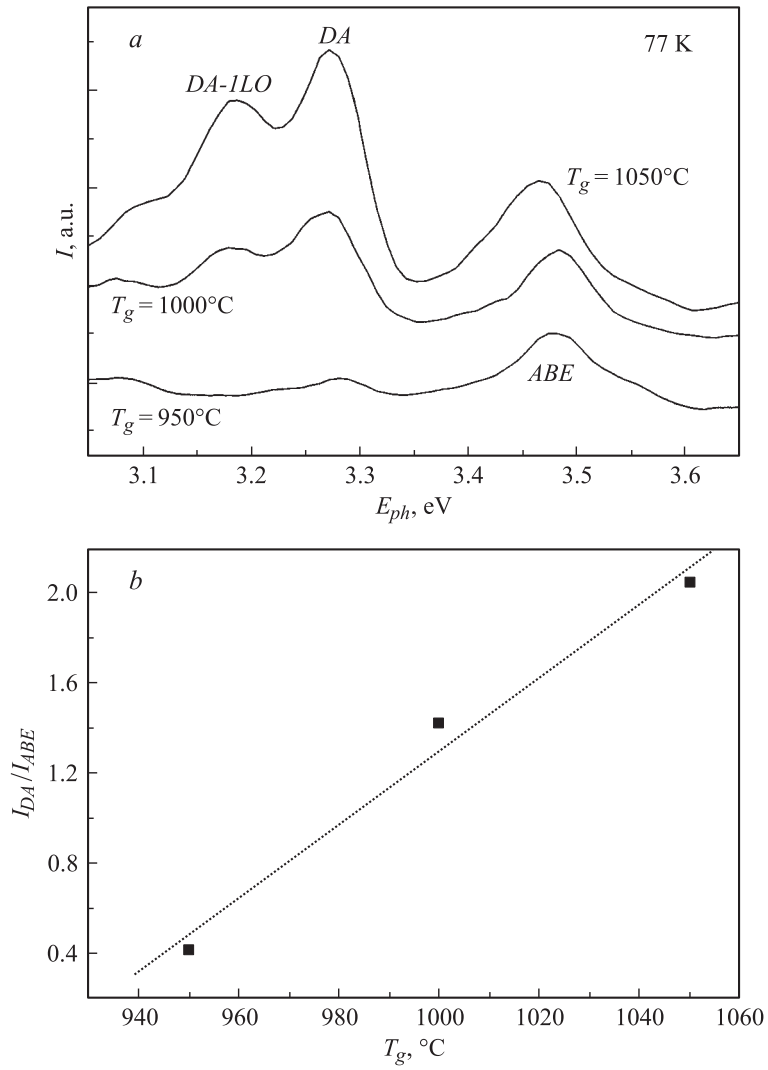 a
DA
77 K
DA-1LO
T_g = 1050°C
I, a.u.
T_g = 1000°C
ABE
T_g = 950°C
3.1 3.2 3.3 3.4 3.5 3.6
E_ph, eV
b
2.0
1.6
1.2
0.8
0.4
I_DA / I_ABE
940 960 980 1000 1020 1040 1060
T_g, °C